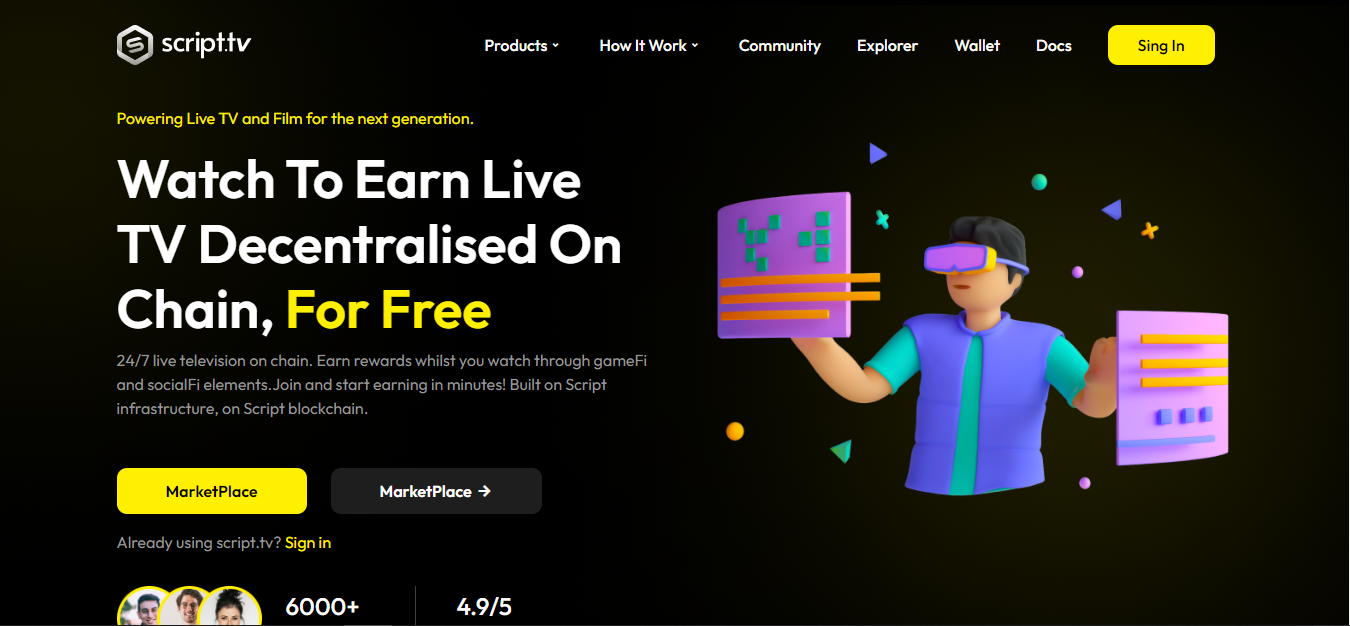 script.tv
Products
How It Work
Community
Explorer
Wallet
Docs
Sing In
Powering Live TV and Film for the next generation.
Watch To Earn Live
TV Decentralised On
Chain, For Free
24/7 live television on chain. Earn rewards whilst you watch through gameFi
and socialFi elements.Join and start earning in minutes! Built on Script
infrastructure, on Script blockchain.
MarketPlace
MarketPlace →
Already using script.tv? Sign in
6000+
4.9/5